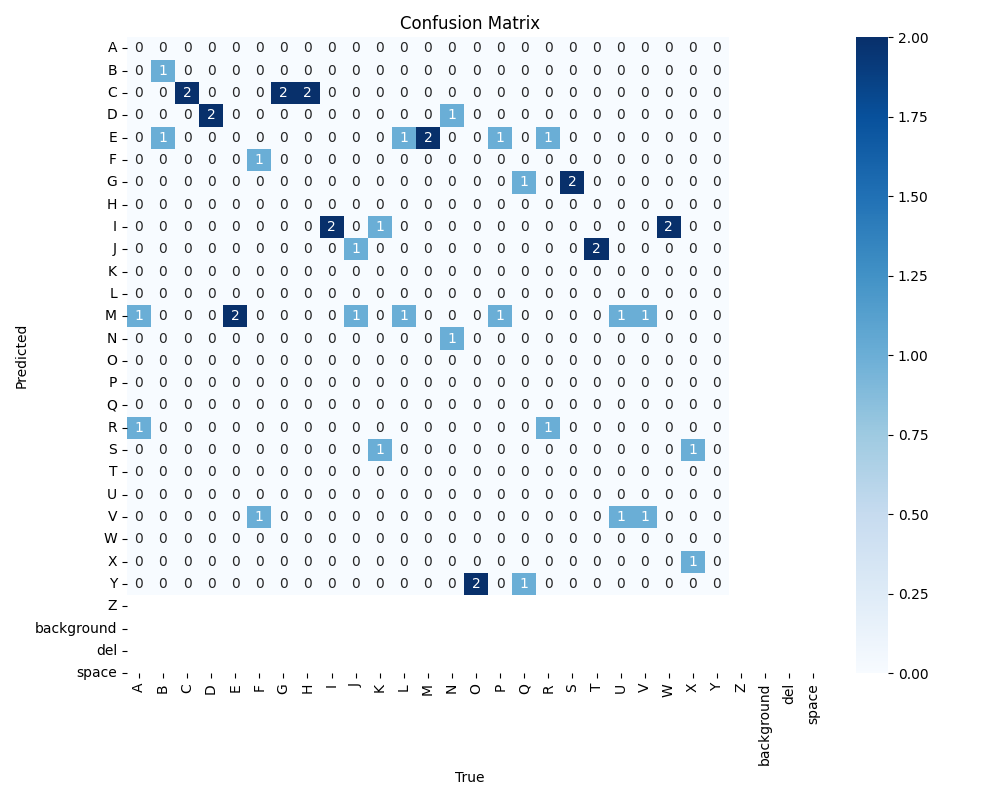 Confusion Matrix
A 0 0 0 0 0 0 0 0 0 0 0 0 0 0 0 0 0 0 0 0 0 0 0 0 0
B 0 1 0 0 0 0 0 0 0 0 0 0 0 0 0 0 0 0 0 0 0 0 0 0 0
C 0 0 2 0 0 0 2 2 0 0 0 0 0 0 0 0 0 0 0 0 0 0 0 0 0
D 0 0 0 2 0 0 0 0 0 0 0 0 0 1 0 0 0 0 0 0 0 0 0 0 0
E 0 1 0 0 0 0 0 0 0 0 0 1 2 0 0 1 0 1 0 0 0 0 0 0 0
F 0 0 0 0 0 1 0 0 0 0 0 0 0 0 0 0 0 0 0 0 0 0 0 0 0
G 0 0 0 0 0 0 0 0 0 0 0 0 0 0 0 0 1 0 2 0 0 0 0 0 0
H 0 0 0 0 0 0 0 0 0 0 0 0 0 0 0 0 0 0 0 0 0 0 0 0 0
I 0 0 0 0 0 0 0 0 2 0 1 0 0 0 0 0 0 0 0 0 0 0 2 0 0
J 0 0 0 0 0 0 0 0 0 1 0 0 0 0 0 0 0 0 0 2 0 0 0 0 0
K 0 0 0 0 0 0 0 0 0 0 0 0 0 0 0 0 0 0 0 0 0 0 0 0 0
L 0 0 0 0 0 0 0 0 0 0 0 0 0 0 0 0 0 0 0 0 0 0 0 0 0
M 1 0 0 0 2 0 0 0 0 1 0 1 0 0 0 1 0 0 0 0 1 1 0 0 0
N 0 0 0 0 0 0 0 0 0 0 0 0 0 1 0 0 0 0 0 0 0 0 0 0 0
O 0 0 0 0 0 0 0 0 0 0 0 0 0 0 0 0 0 0 0 0 0 0 0 0 0
P 0 0 0 0 0 0 0 0 0 0 0 0 0 0 0 0 0 0 0 0 0 0 0 0 0
Q 0 0 0 0 0 0 0 0 0 0 0 0 0 0 0 0 0 0 0 0 0 0 0 0 0
R 1 0 0 0 0 0 0 0 0 0 0 0 0 0 0 0 0 1 0 0 0 0 0 0 0
S 0 0 0 0 0 0 0 0 0 0 1 0 0 0 0 0 0 0 0 0 0 0 0 1 0
T 0 0 0 0 0 0 0 0 0 0 0 0 0 0 0 0 0 0 0 0 0 0 0 0 0
U 0 0 0 0 0 0 0 0 0 0 0 0 0 0 0 0 0 0 0 0 0 0 0 0 0
V 0 0 0 0 0 1 0 0 0 0 0 0 0 0 0 0 0 0 0 0 1 1 0 0 0
W 0 0 0 0 0 0 0 0 0 0 0 0 0 0 0 0 0 0 0 0 0 0 0 0 0
X 0 0 0 0 0 0 0 0 0 0 0 0 0 0 0 0 0 0 0 0 0 0 0 1 0
Y 0 0 0 0 0 0 0 0 0 0 0 0 0 0 2 0 1 0 0 0 0 0 0 0 0
Z
background
del
space
Predicted
A B C D E F G H I J K L M N O P Q R S T U V W X Y Z background del space
True
2.00
1.75
1.50
1.25
1.00
0.75
0.50
0.25
0.00